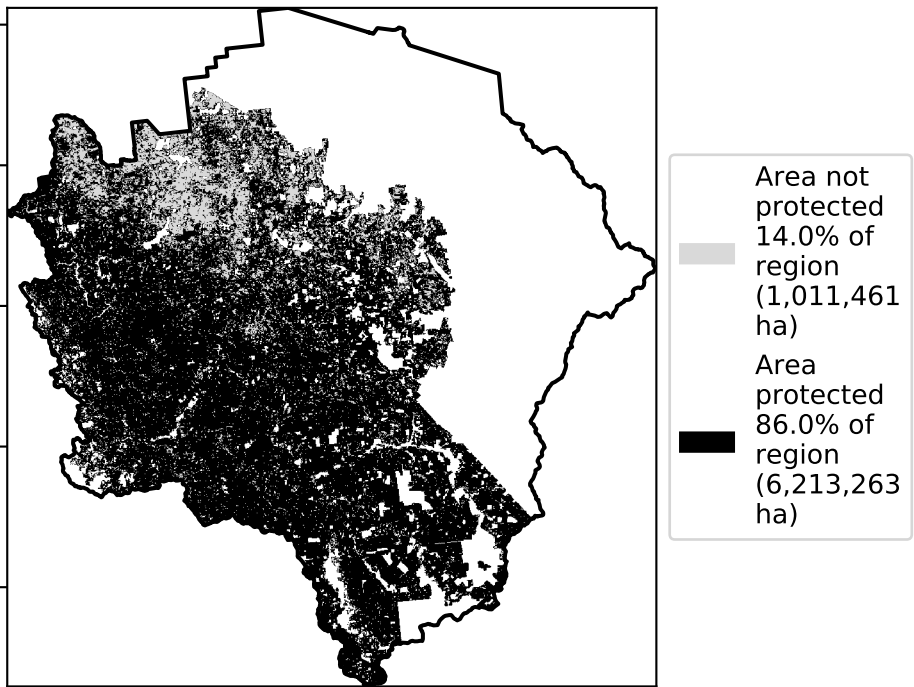 Area not
protected
14.0% of
region
(1,011,461
ha)
Area
protected
86.0% of
region
(6,213,263
ha)